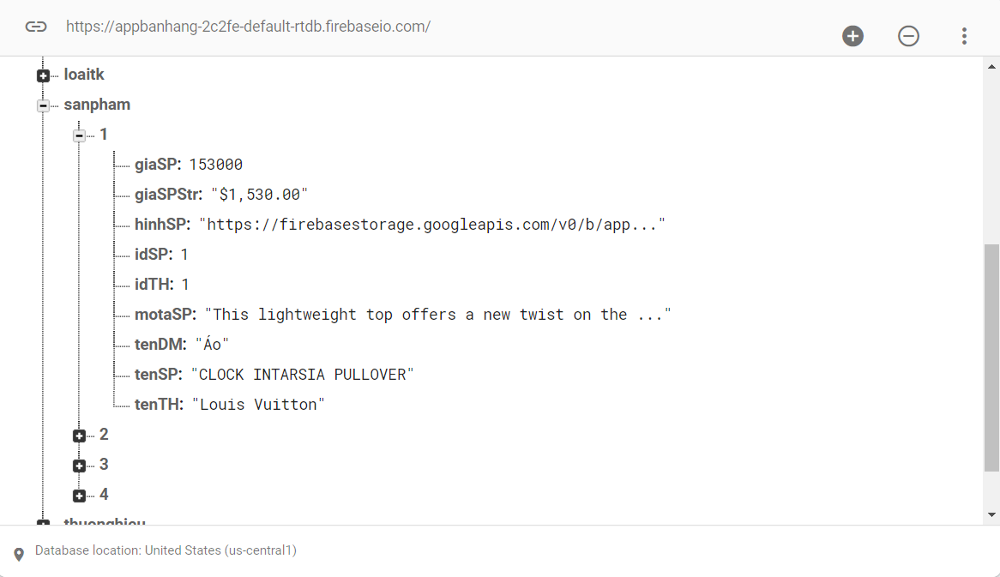 https://appbanhang-2c2fe-default-rtdb.firebaseio.com/
loaitk
sanpham
1
giaSP: 153000
giaSPStr: "$1,530.00"
hinhSP: "https://firebasestorage.googleapis.com/v0/b/app..."
idSP: 1
idTH: 1
motaSP: "This lightweight top offers a new twist on the ..."
tenDM: "Áo"
tenSP: "CLOCK INTARSIA PULLOVER"
tenTH: "Louis Vuitton"
2
3
4
thuonghieu
Database location: United States (us-central1)